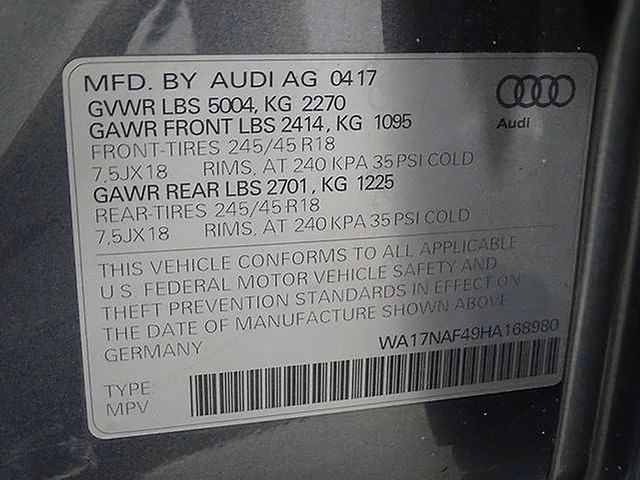 MFD. BY AUDI AG 0417
Audi
GVWR LBS 5004, KG 2270
GAWR FRONT LBS 2414, KG 1095
FRONT-TIRES 245/45 R18
7,5JX18 RIMS, AT 240 KPA 35 PSI COLD
GAWR REAR LBS 2701, KG 1225
REAR-TIRES 245/45 R18
7,5JX18 RIMS, AT 240 KPA 35 PSI COLD
THIS VEHICLE CONFORMS TO ALL APPLICABLE
U S FEDERAL MOTOR VEHICLE SAFETY AND
THEFT PREVENTION STANDARDS IN EFFECT ON
THE DATE OF MANUFACTURE SHOWN ABOVE
GERMANY WA17NAF49HA168980
TYPE
MPV